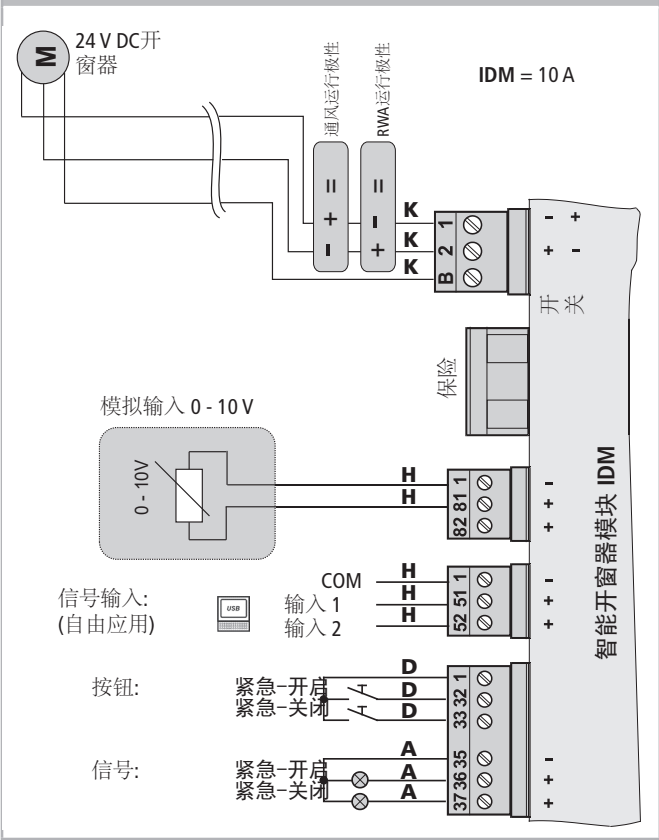 M
24 V DC开
窗器
通风运行极性
RWA运行极性
IDM = 10 A
- + =
+ - =
K
K
K
1
2
B
- +
+ -
开 关
保险
模拟输入 0 - 10 V
0 - 10V
H
H
1
81
82
-
+
+
智能开窗器模块 IDM
信号输入:
(自由应用)
USB
COM
输入 1
输入 2
H
H
H
1
51
52
-
+
+
按钮:
紧急-开启
紧急-关闭
D
D
D
1
32
33
信号:
紧急-开启
紧急-关闭
A
A
A
35
36
37
-
+
+